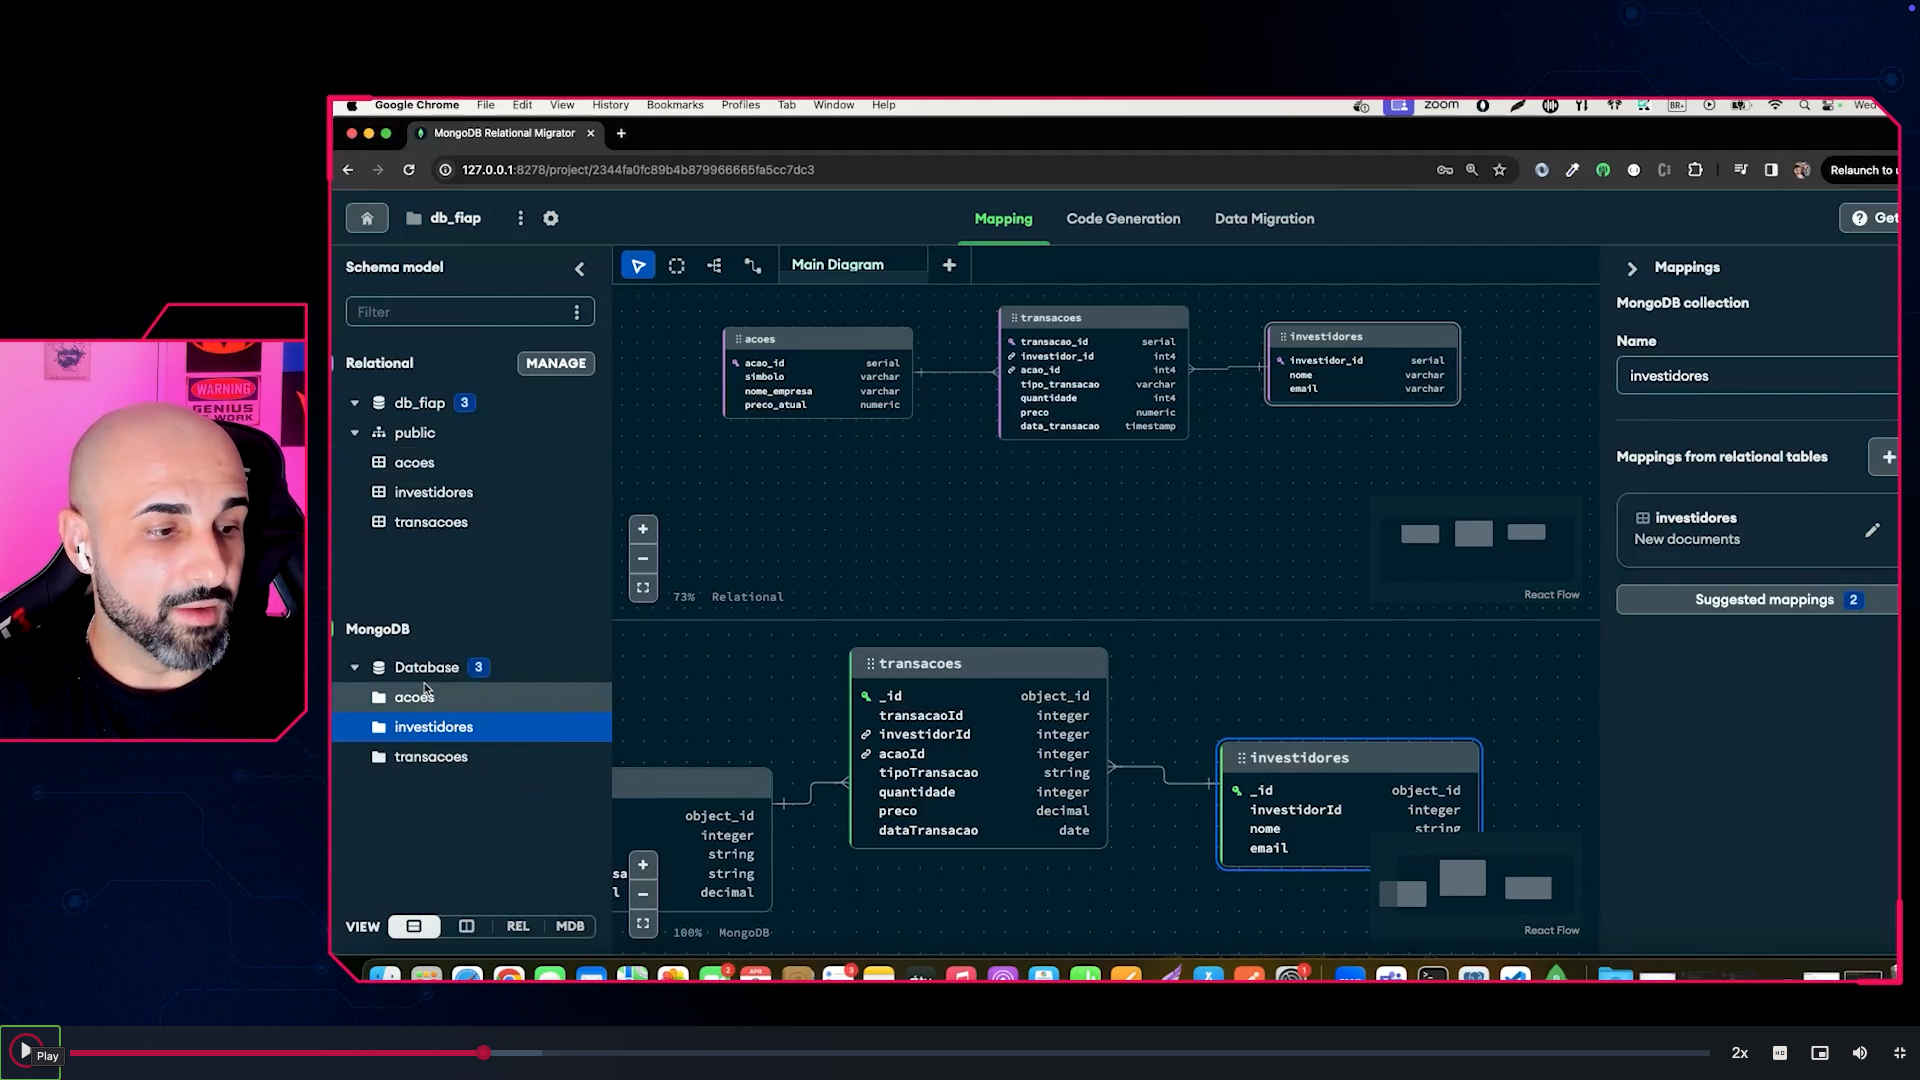 Google Chrome File Edit View History Bookmarks Profiles Tab Window Help zoom BR Wed
MongoDB Relational Migrator
127.0.0.1:8278/project/2344fa0fc89b4b879966665fa5cc7dc3
Relaunch to u
db_fiap
Mapping Code Generation Data Migration
Get
Schema model
Filter
Relational MANAGE
db_fiap 3
public
acoes
investidores
transacoes
MongoDB
Database 3
acoes
investidores
transacoes
VIEW REL MDB
Main Diagram
acoes
acao_id serial
simbolo varchar
nome_empresa varchar
preco_atual numeric
transacoes
transacao_id serial
investidor_id int4
acao_id int4
tipo_transacao varchar
quantidade int4
preco numeric
data_transacao timestamp
investidores
investidor_id serial
nome varchar
email varchar
73% Relational
React Flow
object_id
integer
string
sa string
l decimal
transacoes
_id object_id
transacaoId integer
investidorId integer
acaoId integer
tipoTransacao string
quantidade integer
preco decimal
dataTransacao date
investidores
_id object_id
investidorId integer
nome string
email
100% MongoDB
React Flow
Mappings
MongoDB collection
Name
investidores
Mappings from relational tables
investidores
New documents
Suggested mappings 2
WARNING
GENIUS
WORK
Play
2x